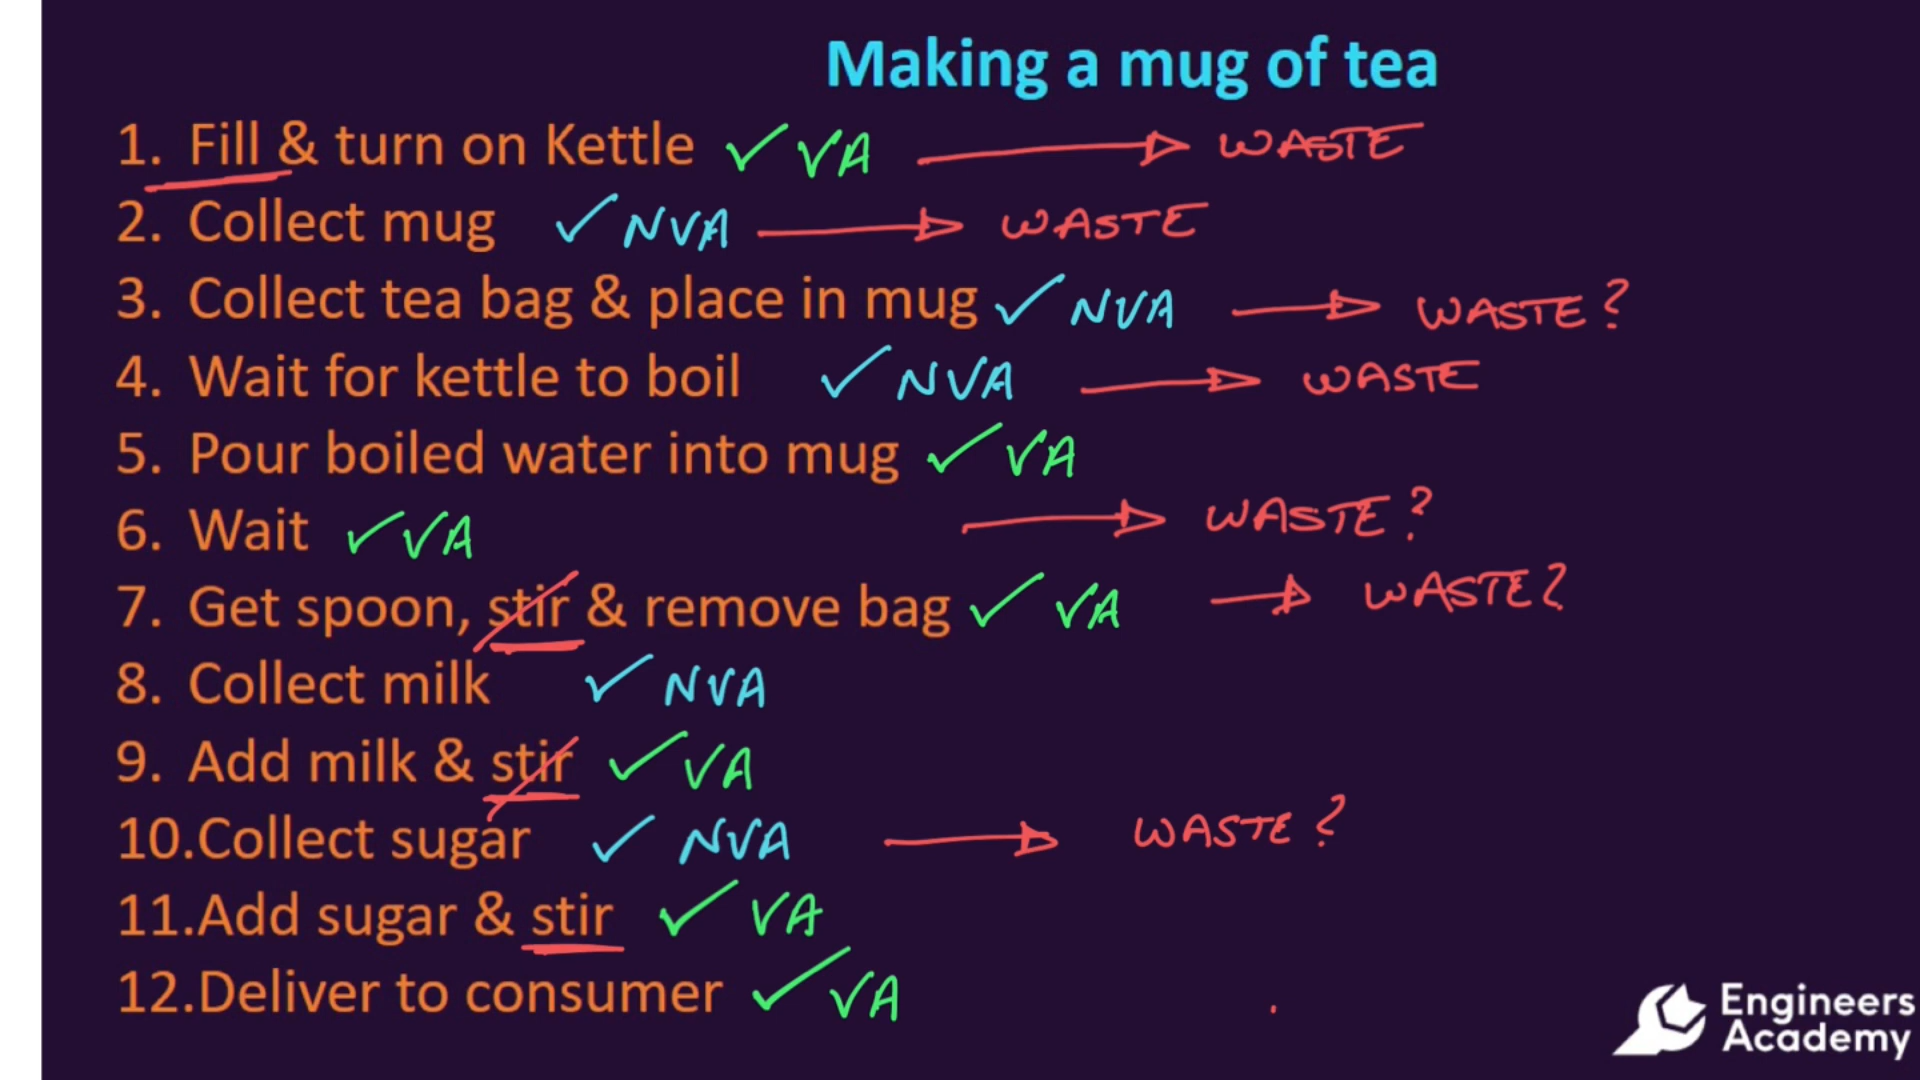 Making a mug of tea
1. Fill & turn on Kettle ✓ VA → WASTE
2. Collect mug ✓ NVA → WASTE
3. Collect tea bag & place in mug ✓ NVA → WASTE?
4. Wait for kettle to boil ✓ NVA → WASTE
5. Pour boiled water into mug ✓ VA
6. Wait ✓ VA → WASTE?
7. Get spoon, stir & remove bag ✓ VA → WASTE?
8. Collect milk ✓ NVA
9. Add milk & stir ✓ VA
10.Collect sugar ✓ NVA → WASTE?
11.Add sugar & stir ✓ VA
12.Deliver to consumer ✓ VA
Engineers
Academy